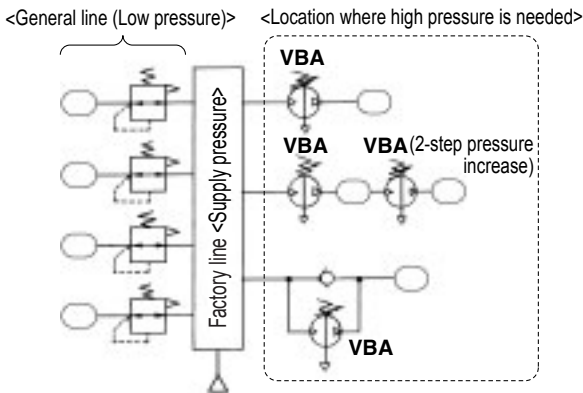 <General line (Low pressure)>
<Location where high pressure is needed>
VBA
VBA
VBA (2-step pressure
increase)
Factory line <Supply pressure>
VBA